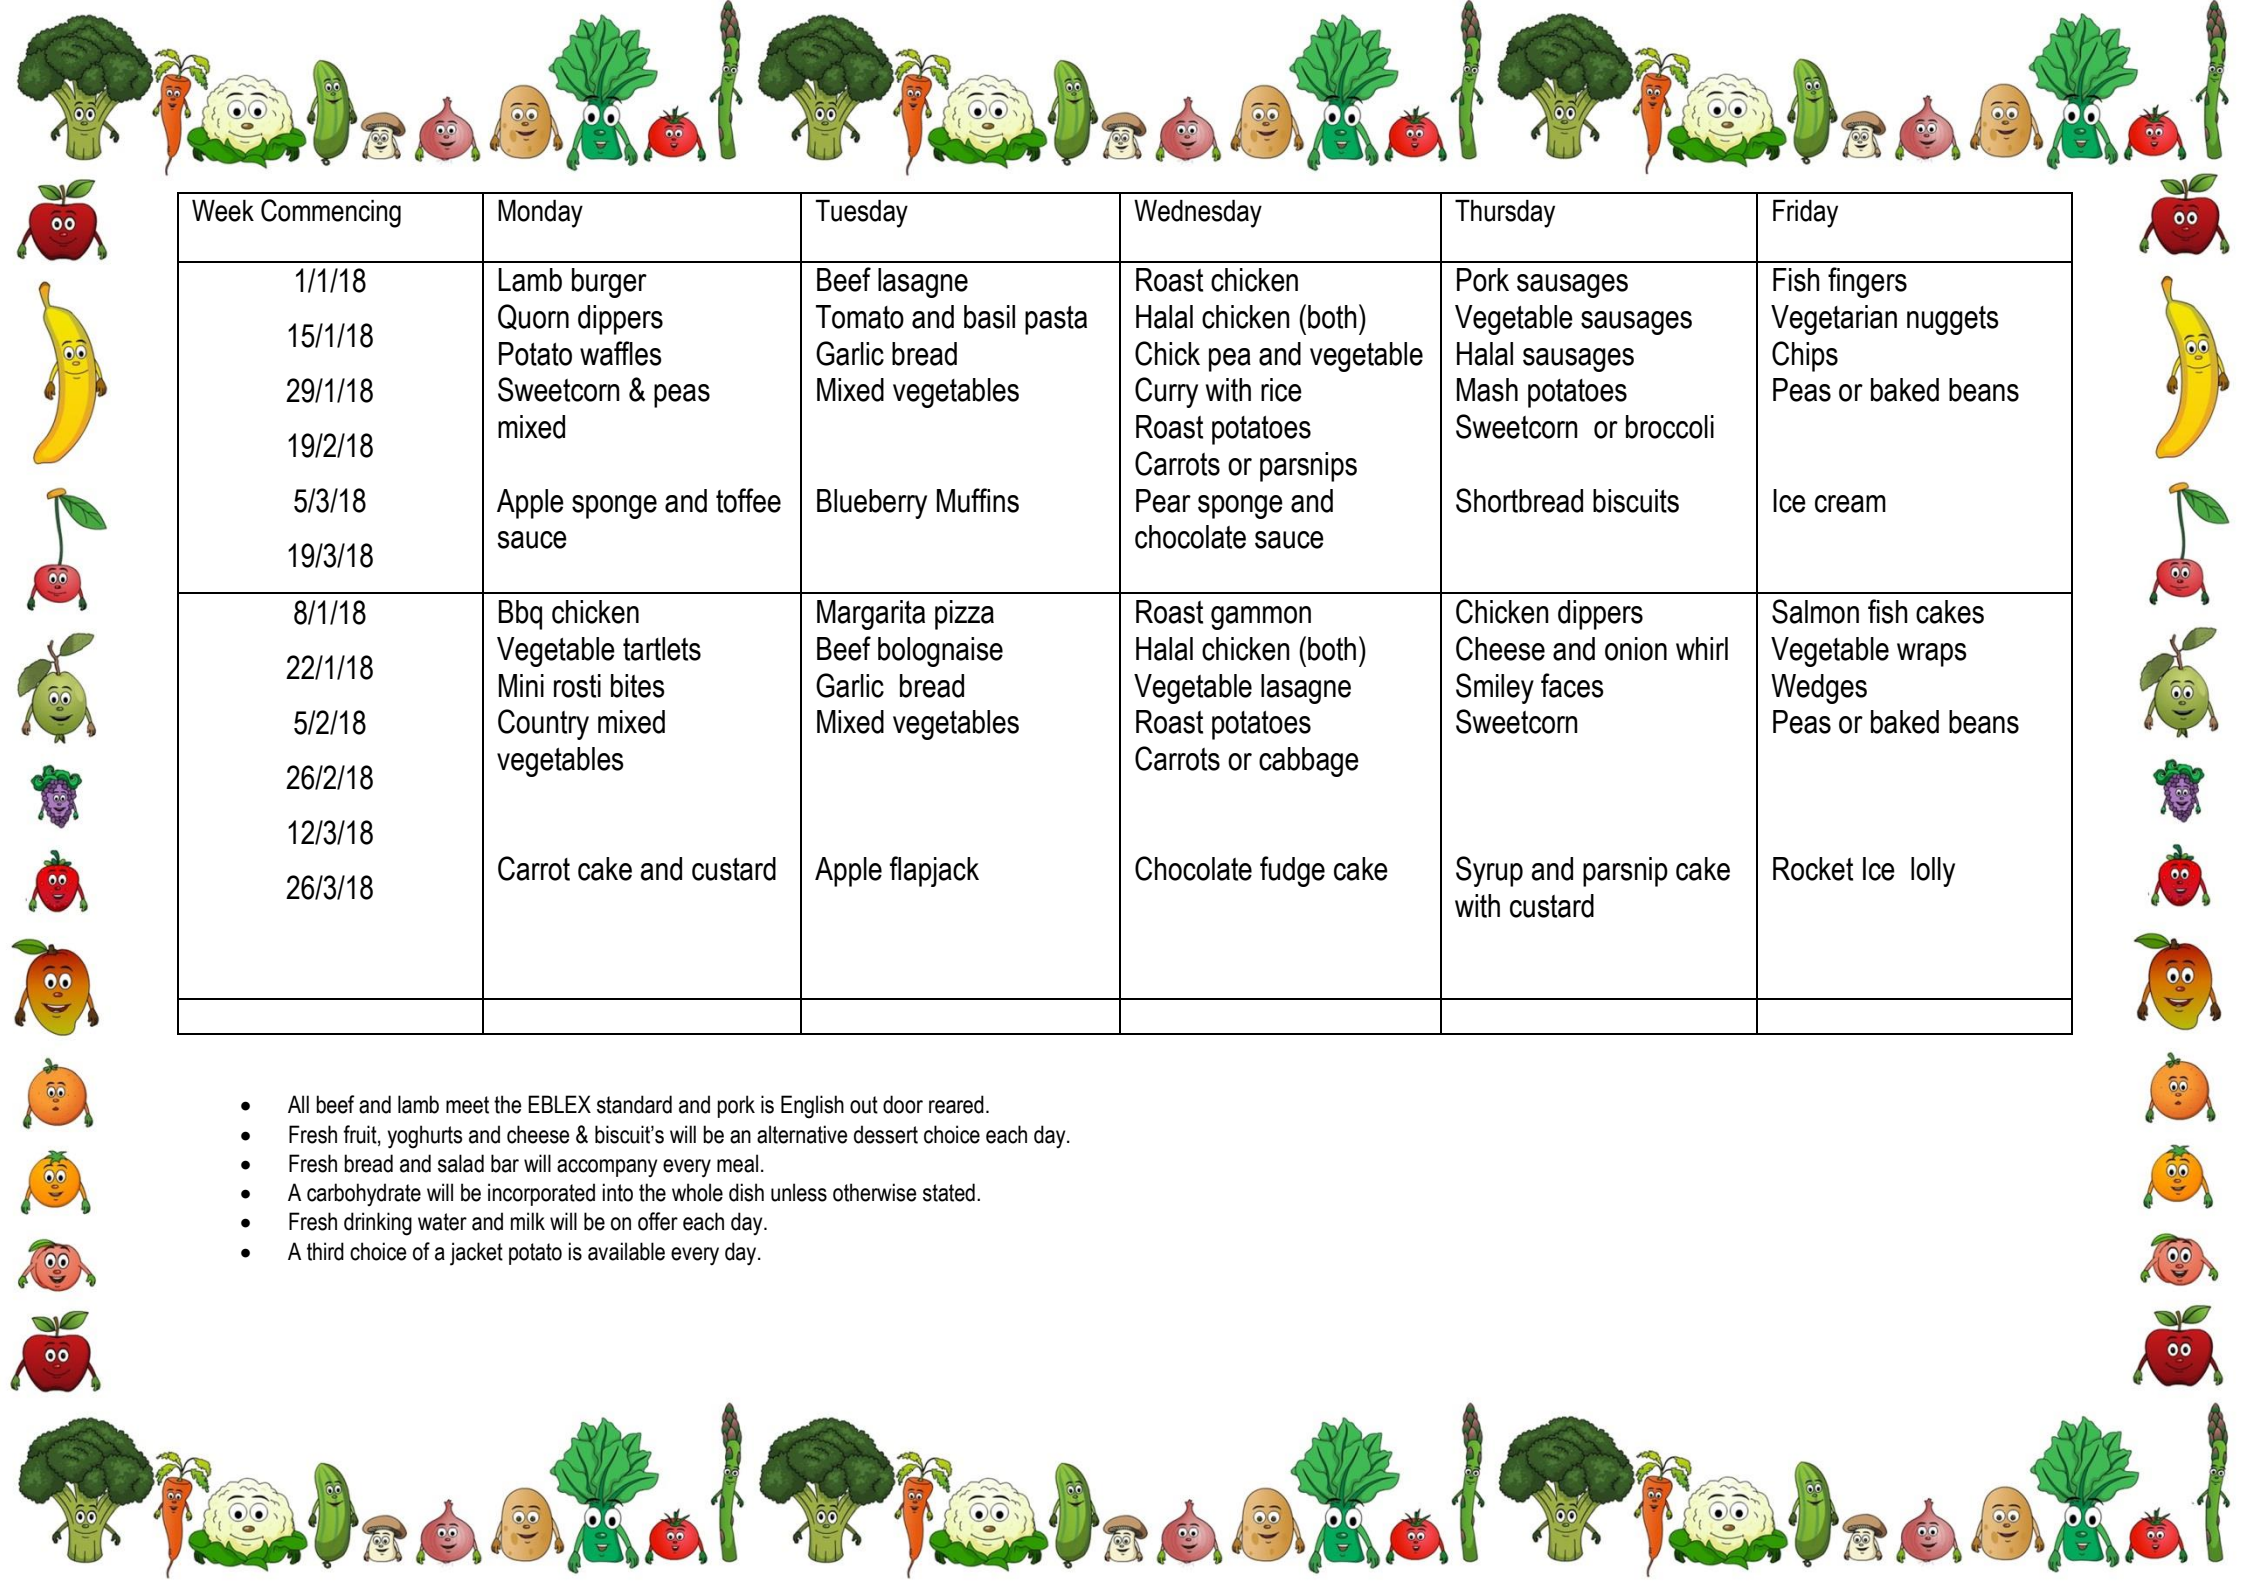 Week Commencing
Monday
Tuesday
Wednesday
Thursday
Friday
1/1/18
15/1/18
29/1/18
19/2/18
5/3/18
19/3/18
Lamb burger
Quorn dippers
Potato waffles
Sweetcorn & peas
mixed
Apple sponge and toffee
sauce
Beef lasagne
Tomato and basil pasta
Garlic bread
Mixed vegetables
Blueberry Muffins
Roast chicken
Halal chicken (both)
Chick pea and vegetable
Curry with rice
Roast potatoes
Carrots or parsnips
Pear sponge and
chocolate sauce
Pork sausages
Vegetable sausages
Halal sausages
Mash potatoes
Sweetcorn  or broccoli
Shortbread biscuits
Fish fingers
Vegetarian nuggets
Chips
Peas or baked beans
Ice cream
8/1/18
22/1/18
5/2/18
26/2/18
12/3/18
26/3/18
Bbq chicken
Vegetable tartlets
Mini rosti bites
Country mixed
vegetables
Carrot cake and custard
Margarita pizza
Beef bolognaise
Garlic  bread
Mixed vegetables
Apple flapjack
Roast gammon
Halal chicken (both)
Vegetable lasagne
Roast potatoes
Carrots or cabbage
Chocolate fudge cake
Chicken dippers
Cheese and onion whirl
Smiley faces
Sweetcorn
Syrup and parsnip cake
with custard
Salmon fish cakes
Vegetable wraps
Wedges
Peas or baked beans
Rocket Ice  lolly
• All beef and lamb meet the EBLEX standard and pork is English out door reared.
• Fresh fruit, yoghurts and cheese & biscuit’s will be an alternative dessert choice each day.
• Fresh bread and salad bar will accompany every meal.
• A carbohydrate will be incorporated into the whole dish unless otherwise stated.
• Fresh drinking water and milk will be on offer each day.
• A third choice of a jacket potato is available every day.